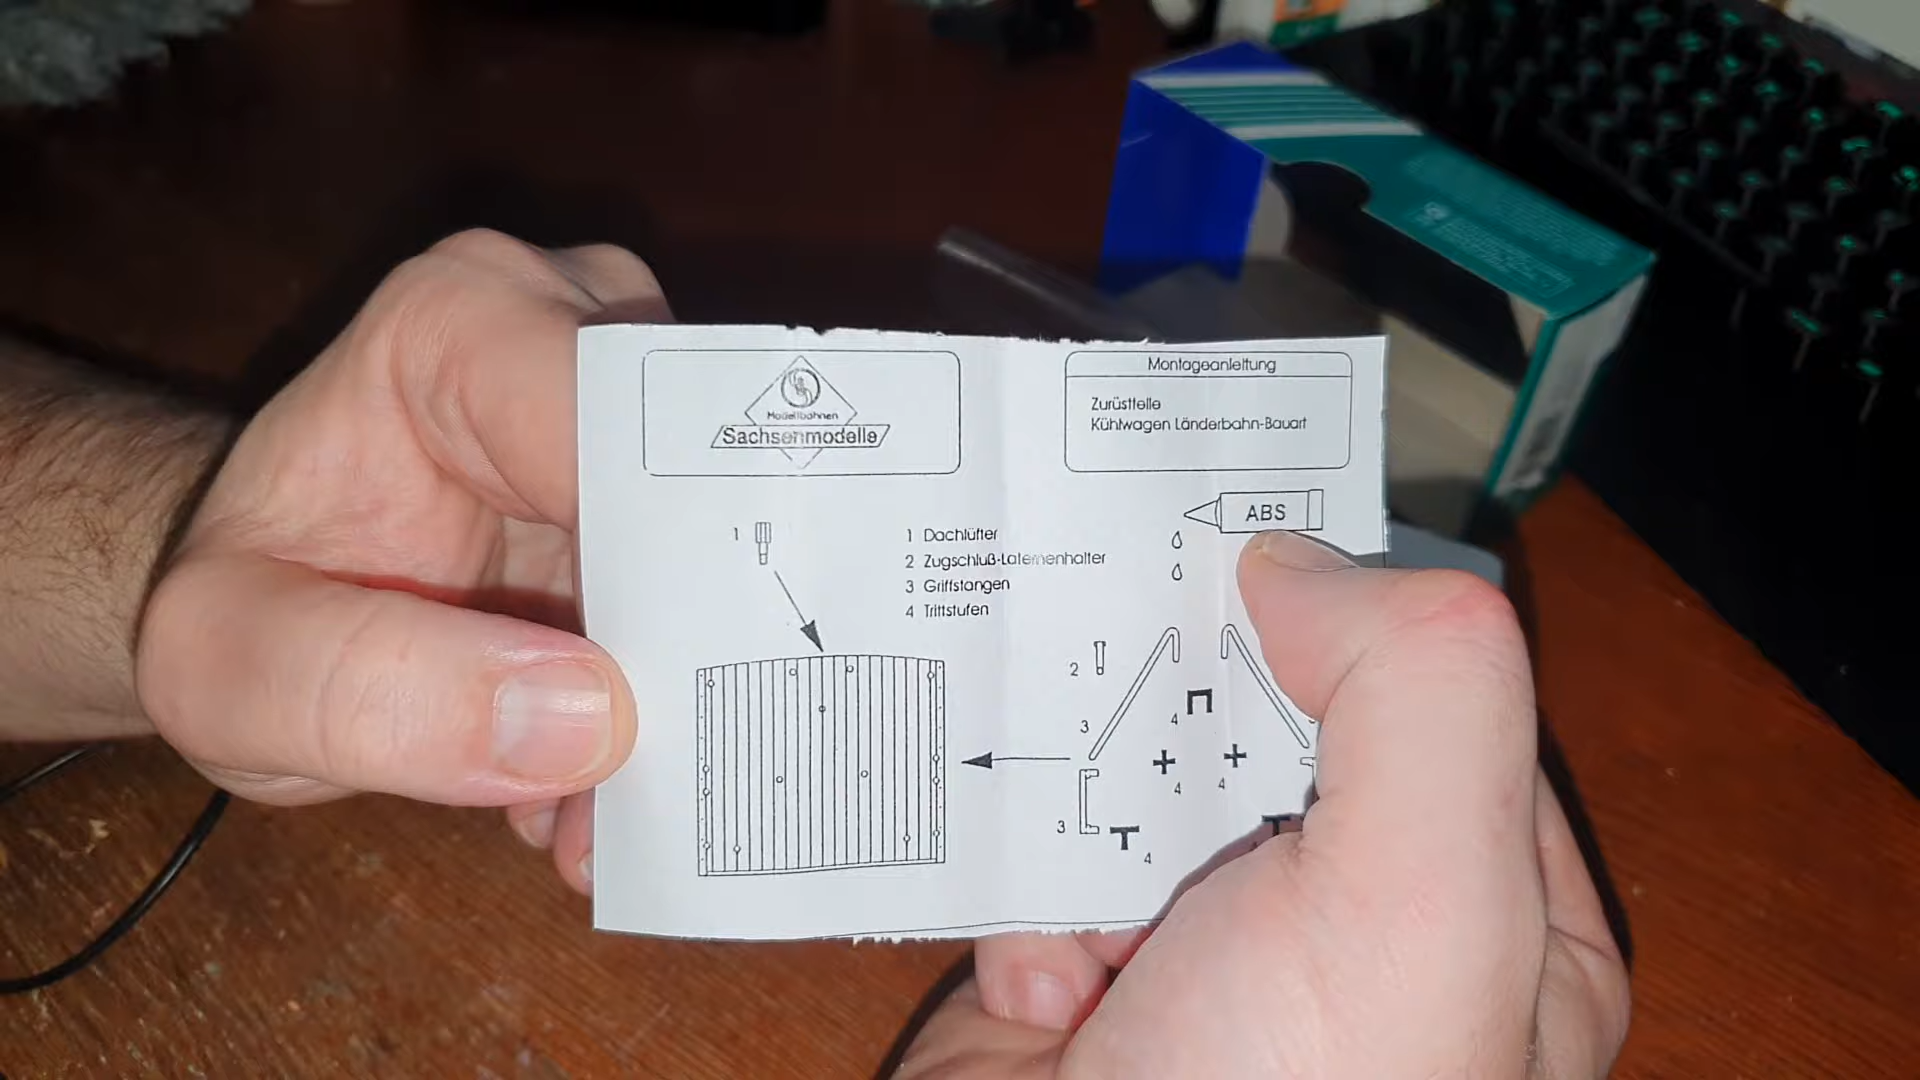 Modellbahnen
Sachsenmodelle
Montageanleitung
Zurüstteile
Kühlwagen Länderbahn-Bauart
ABS
1
1 Dachlüfter
2 Zugschluß-Laternenhalter
3 Griffstangen
4 Trittstufen
2
4
3
4
4
3
4